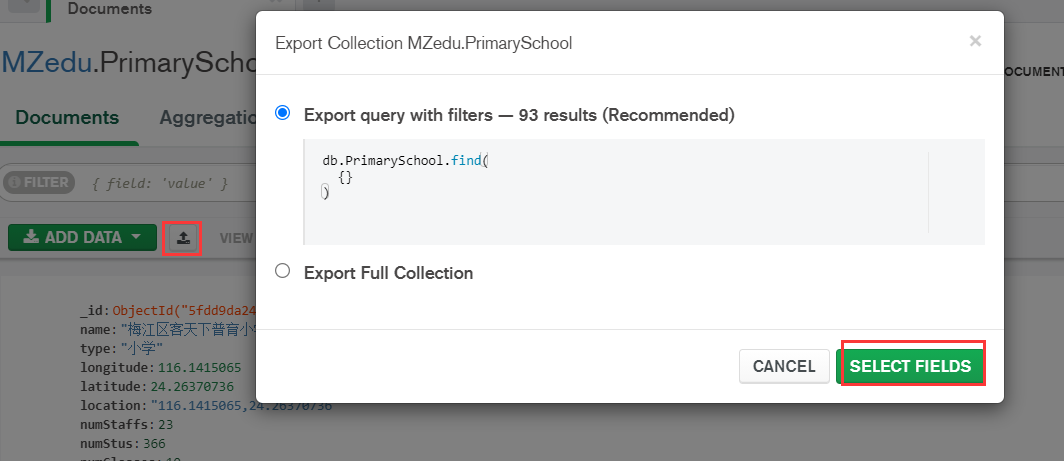 Documents
Export Collection MZedu.PrimarySchool
×
MZedu.PrimaryScho
OCUMENT
Documents
Aggregation
Export query with filters — 93 results (Recommended)
db.PrimarySchool.find(
{}
)
FILTER
{ field: 'value' }
ADD DATA
VIEW
Export Full Collection
_id: ObjectId("5fdd9da24
name: "梅江区客天下普育小
type: "小学"
longitude: 116.1415065
latitude: 24.26370736
location: "116.1415065,24.26370736
numStaffs: 23
numStus: 366
CANCEL
SELECT FIELDS